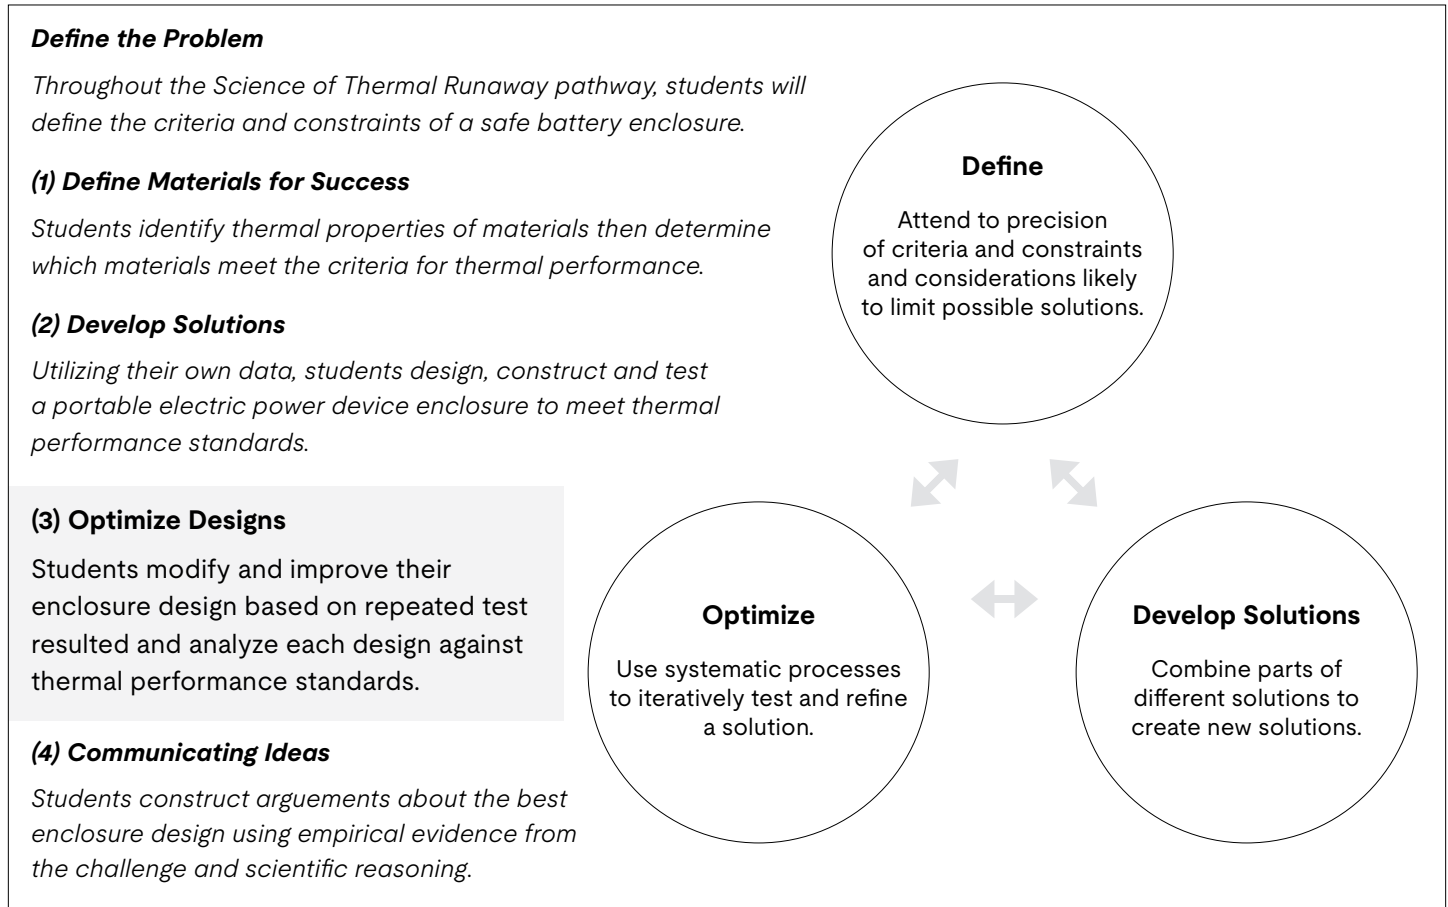 Define the Problem
Throughout the Science of Thermal Runaway pathway, students will
define the criteria and constraints of a safe battery enclosure.
(1) Define Materials for Success
Students identify thermal properties of materials then determine
which materials meet the criteria for thermal performance.
(2) Develop Solutions
Utilizing their own data, students design, construct and test
a portable electric power device enclosure to meet thermal
performance standards.
(3) Optimize Designs
Students modify and improve their
enclosure design based on repeated test
resulted and analyze each design against
thermal performance standards.
(4) Communicating Ideas
Students construct arguements about the best
enclosure design using empirical evidence from
the challenge and scientific reasoning.
Define
Attend to precision
of criteria and constraints
and considerations likely
to limit possible solutions.
Optimize
Use systematic processes
to iteratively test and refine
a solution.
Develop Solutions
Combine parts of
different solutions to
create new solutions.